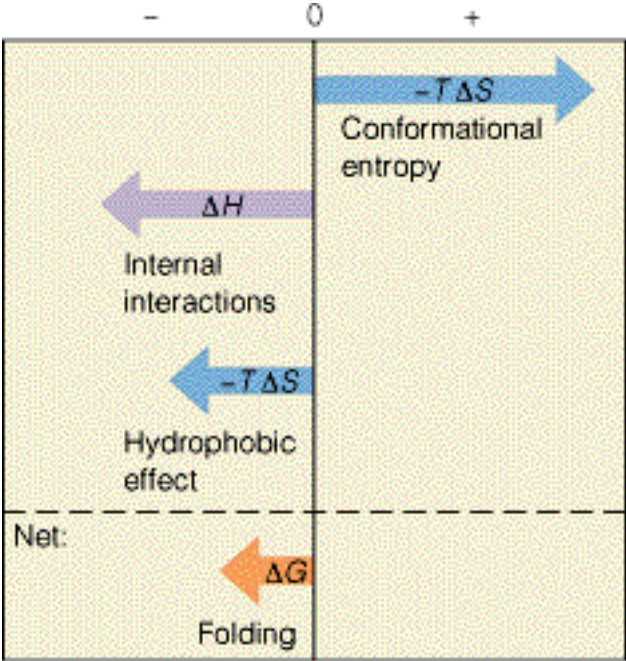 − 0 +
−T ΔS
Conformational
entropy
ΔH
Internal
interactions
−T ΔS
Hydrophobic
effect
Net:
ΔG
Folding